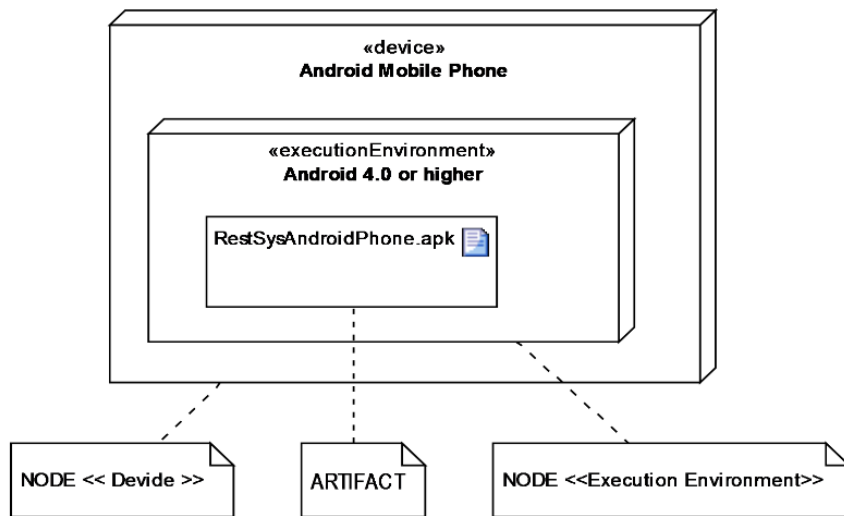 «device»
Android Mobile Phone
«executionEnvironment»
Android 4.0 or higher
RestSysAndroidPhone.apk
NODE << Devide >>
ARTIFACT
NODE <<Execution Environment>>